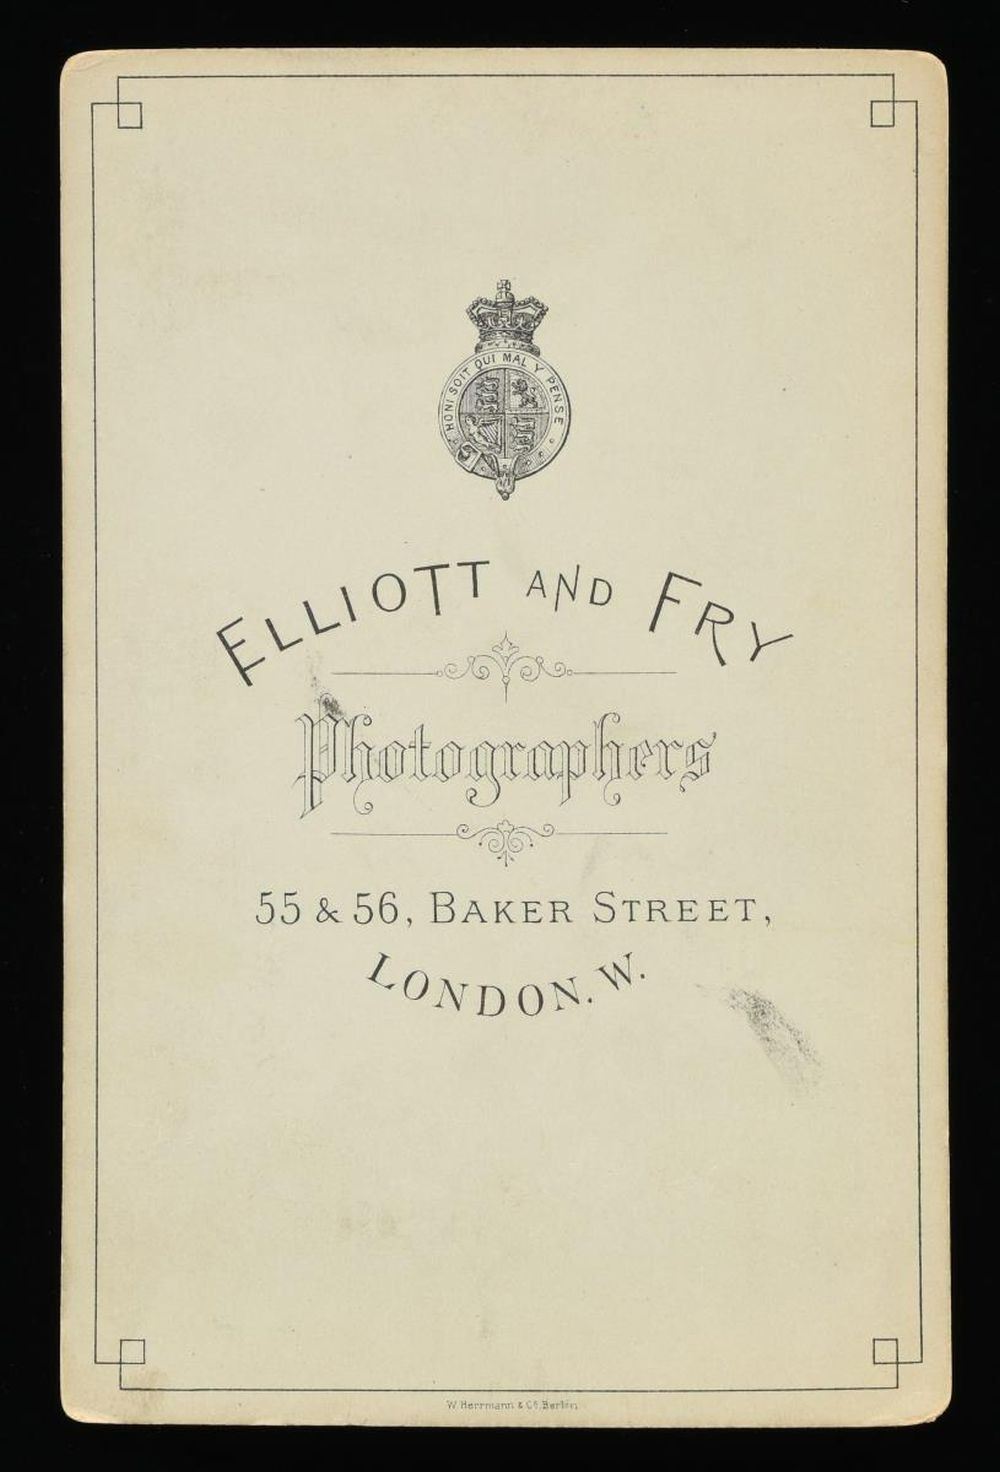 HONI SOIT QUI MAL Y PENSE
ELLIOTT AND FRY
Photographers
55 & 56, BAKER STREET,
LONDON. W.
W. Herrmann & Co, Berlin